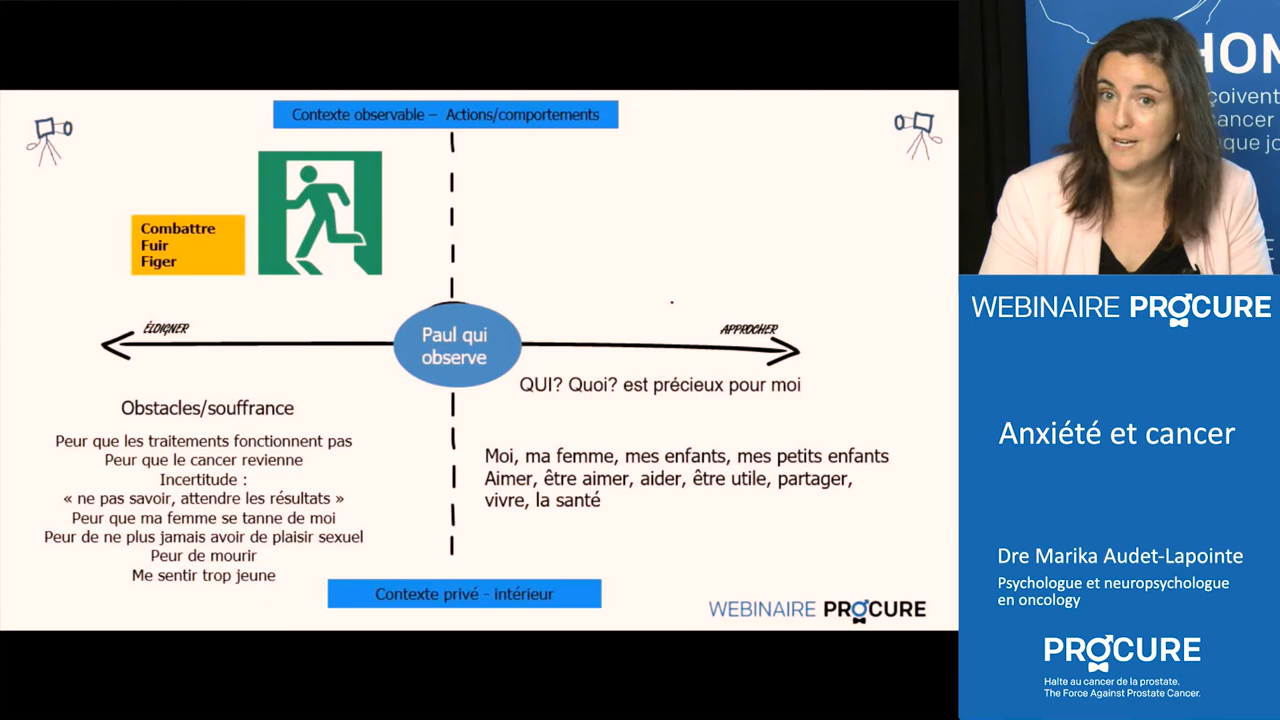 Contexte observable – Actions/comportements
Combattre
Fuir
Figer
ÉLOIGNER
APPROCHER
Paul qui
observe
QUI? Quoi? est précieux pour moi
Obstacles/souffrance
Peur que les traitements fonctionnent pas
Peur que le cancer revienne
Incertitude :
« ne pas savoir, attendre les résultats »
Peur que ma femme se tanne de moi
Peur de ne plus jamais avoir de plaisir sexuel
Peur de mourir
Me sentir trop jeune
Moi, ma femme, mes enfants, mes petits enfants
Aimer, être aimer, aider, être utile, partager,
vivre, la santé
Contexte privé - intérieur
WEBINAIRE PROCURE
HOM
çoivent
ancer
que jo
WEBINAIRE PROCURE
Anxiété et cancer
Dre Marika Audet-Lapointe
Psychologue et neuropsychologue
en oncology
PROCURE
Halte au cancer de la prostate.
The Force Against Prostate Cancer.